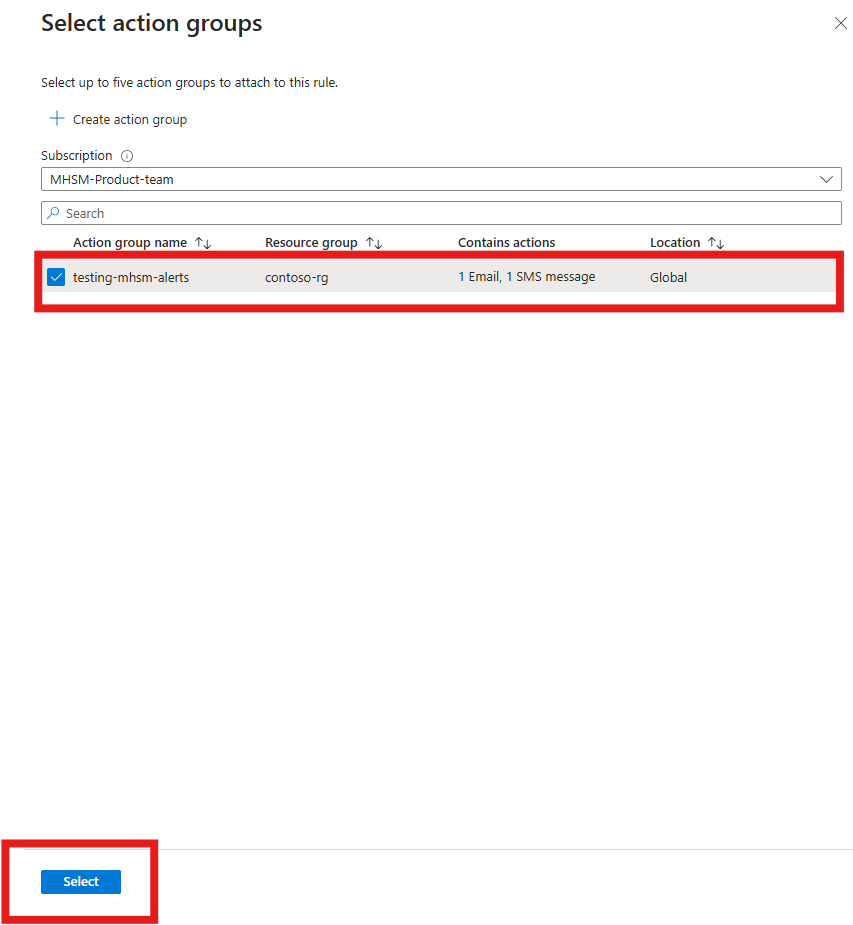 Select action groups
Select up to five action groups to attach to this rule.
Create action group
Subscription
MHSM-Product-team
Search
Action group name Resource group Contains actions Location
testing-mhsm-alerts contoso-rg 1 Email, 1 SMS message Global
Select